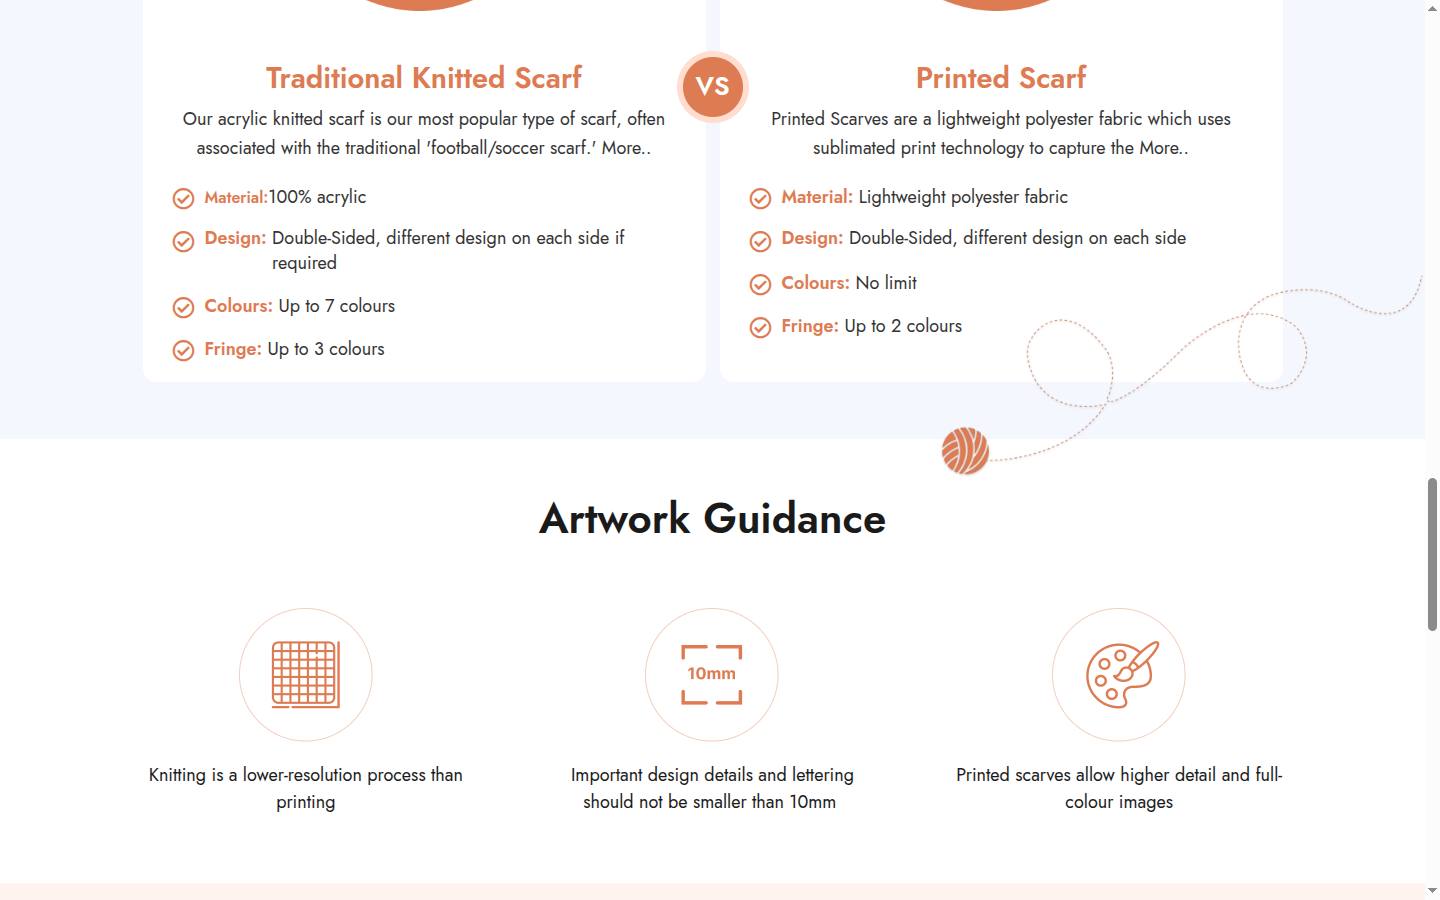 Traditional Knitted Scarf
Our acrylic knitted scarf is our most popular type of scarf, often
associated with the traditional 'football/soccer scarf.' More..
Material:100% acrylic
Design: Double-Sided, different design on each side if
required
Colours: Up to 7 colours
Fringe: Up to 3 colours
VS
Printed Scarf
Printed Scarves are a lightweight polyester fabric which uses
sublimated print technology to capture the More..
Material: Lightweight polyester fabric
Design: Double-Sided, different design on each side
Colours: No limit
Fringe: Up to 2 colours
Artwork Guidance
Knitting is a lower-resolution process than
printing
10mm
Important design details and lettering
should not be smaller than 10mm
Printed scarves allow higher detail and full-
colour images